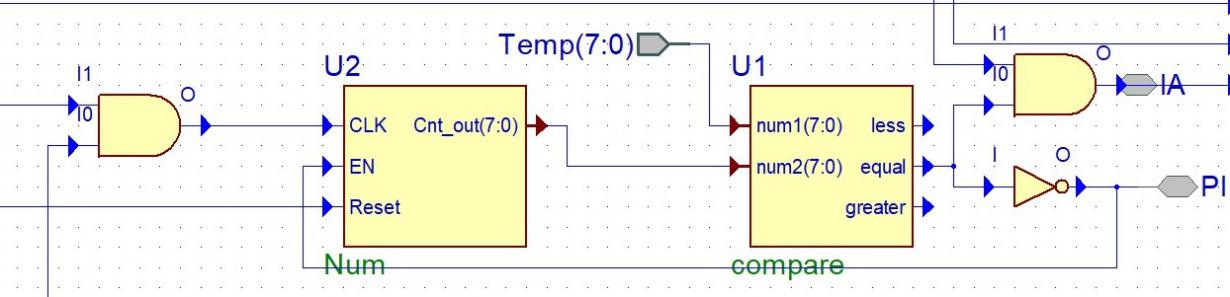 I1
I0
O
U2
CLK
Cnt_out(7:0)
EN
Reset
Num
Temp(7:0)
U1
num1(7:0)
less
num2(7:0)
equal
greater
compare
I1
I0
O
IA
I
O
PI